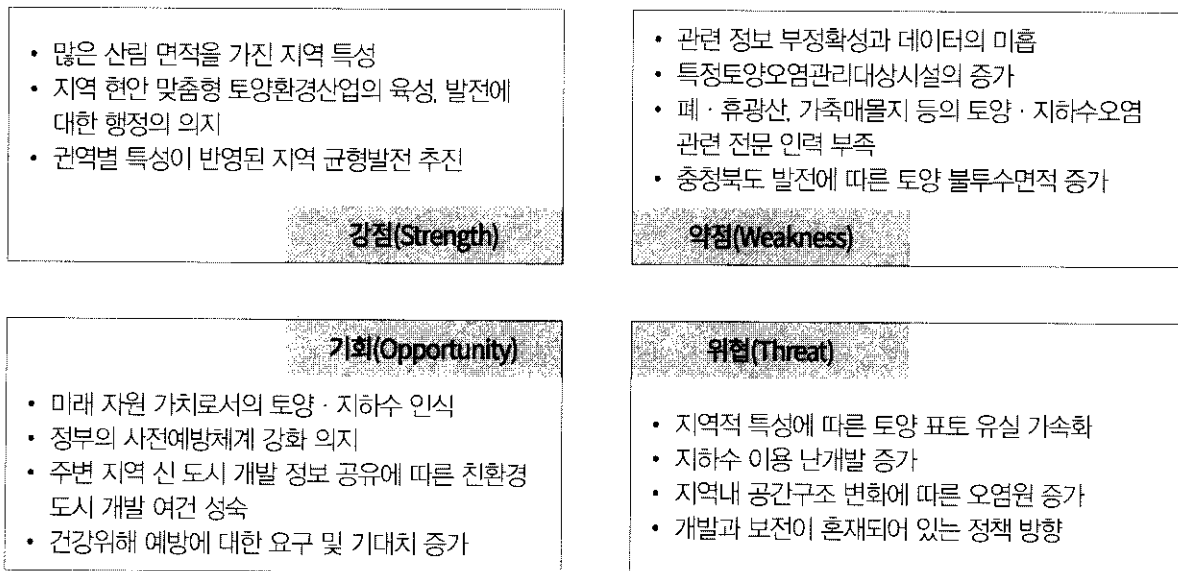 • 많은 산림 면적을 가진 지역 특성
• 지역 현안 맞춤형 토양환경산업의 육성, 발전에
대한 행정의 의지
• 권역별 특성이 반영된 지역 균형발전 추진
강점(Strength)
• 관련 정보 부정확성과 데이터의 미흡
• 특정토양오염관리대상시설의 증가
• 폐 · 휴광산, 가축매몰지 등의 토양 · 지하수오염
관련 전문 인력 부족
• 충청북도 발전에 따른 토양 불투수면적 증가
약점(Weakness)
기회(Opportunity)
• 미래 자원 가치로서의 토양 · 지하수 인식
• 정부의 사전예방체계 강화 의지
• 주변 지역 신 도시 개발 정보 공유에 따른 친환경
도시 개발 여건 성숙
• 건강위해 예방에 대한 요구 및 기대치 증가
위협(Threat)
• 지역적 특성에 따른 토양 표토 유실 가속화
• 지하수 이용 난개발 증가
• 지역내 공간구조 변화에 따른 오염원 증가
• 개발과 보전이 혼재되어 있는 정책 방향